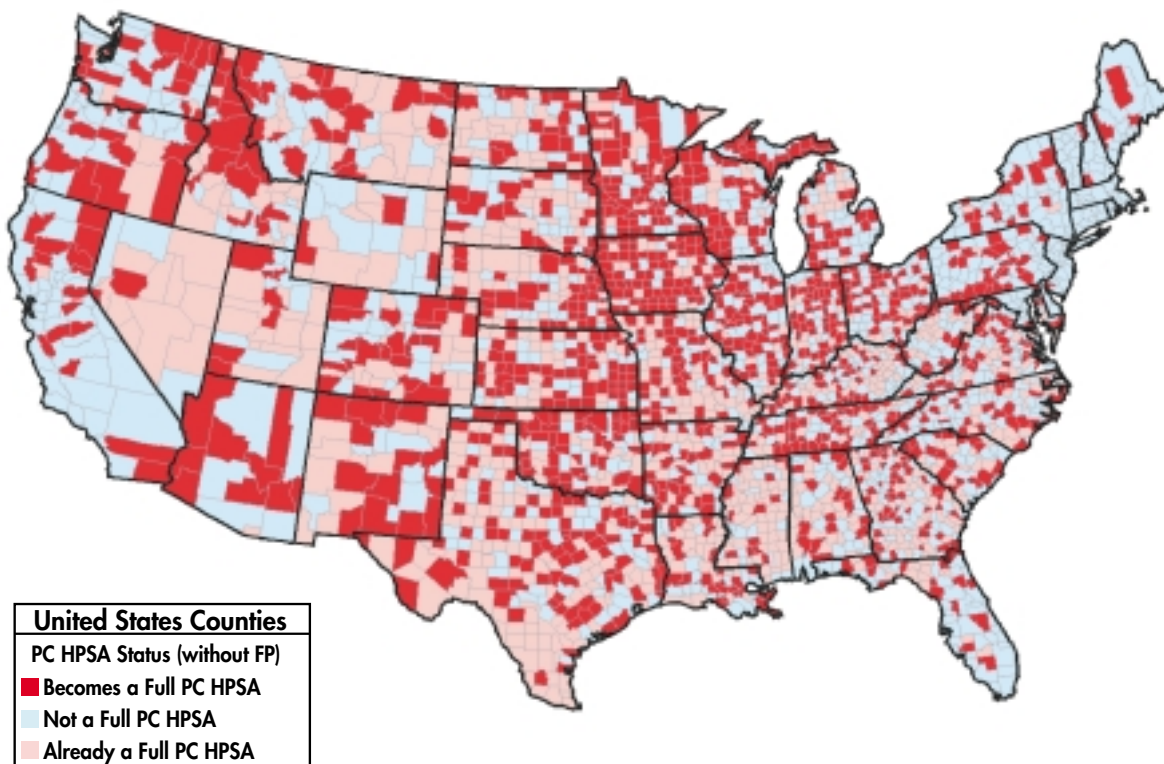 United States Counties
PC HPSA Status (without FP)
Becomes a Full PC HPSA
Not a Full PC HPSA
Already a Full PC HPSA